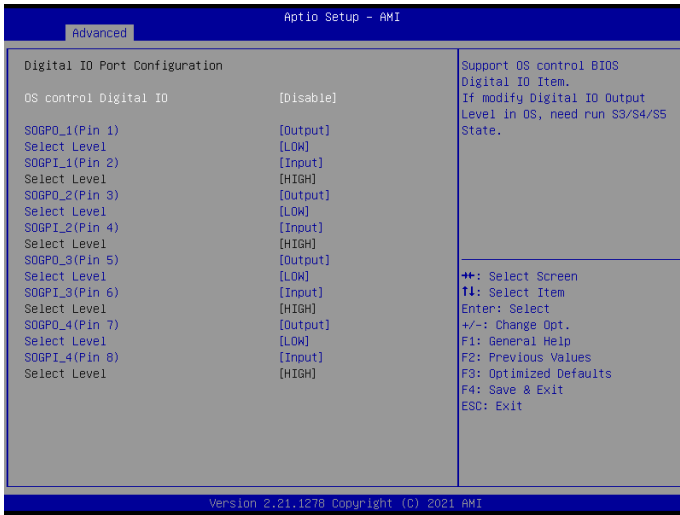 Aptio Setup – AMI
Advanced
Digital IO Port Configuration
OS control Digital IO [Disable]
SOGPO_1(Pin 1) [Output]
Select Level [LOW]
SOGPI_1(Pin 2) [Input]
Select Level [HIGH]
SOGPO_2(Pin 3) [Output]
Select Level [LOW]
SOGPI_2(Pin 4) [Input]
Select Level [HIGH]
SOGPO_3(Pin 5) [Output]
Select Level [LOW]
SOGPI_3(Pin 6) [Input]
Select Level [HIGH]
SOGPO_4(Pin 7) [Output]
Select Level [LOW]
SOGPI_4(Pin 8) [Input]
Select Level [HIGH]
Support OS control BIOS
Digital IO Item.
If modify Digital IO Output
Level in OS, need run S3/S4/S5
State.
→←: Select Screen
↑↓: Select Item
Enter: Select
+/-: Change Opt.
F1: General Help
F2: Previous Values
F3: Optimized Defaults
F4: Save & Exit
ESC: Exit
Version 2.21.1278 Copyright (C) 2021 AMI